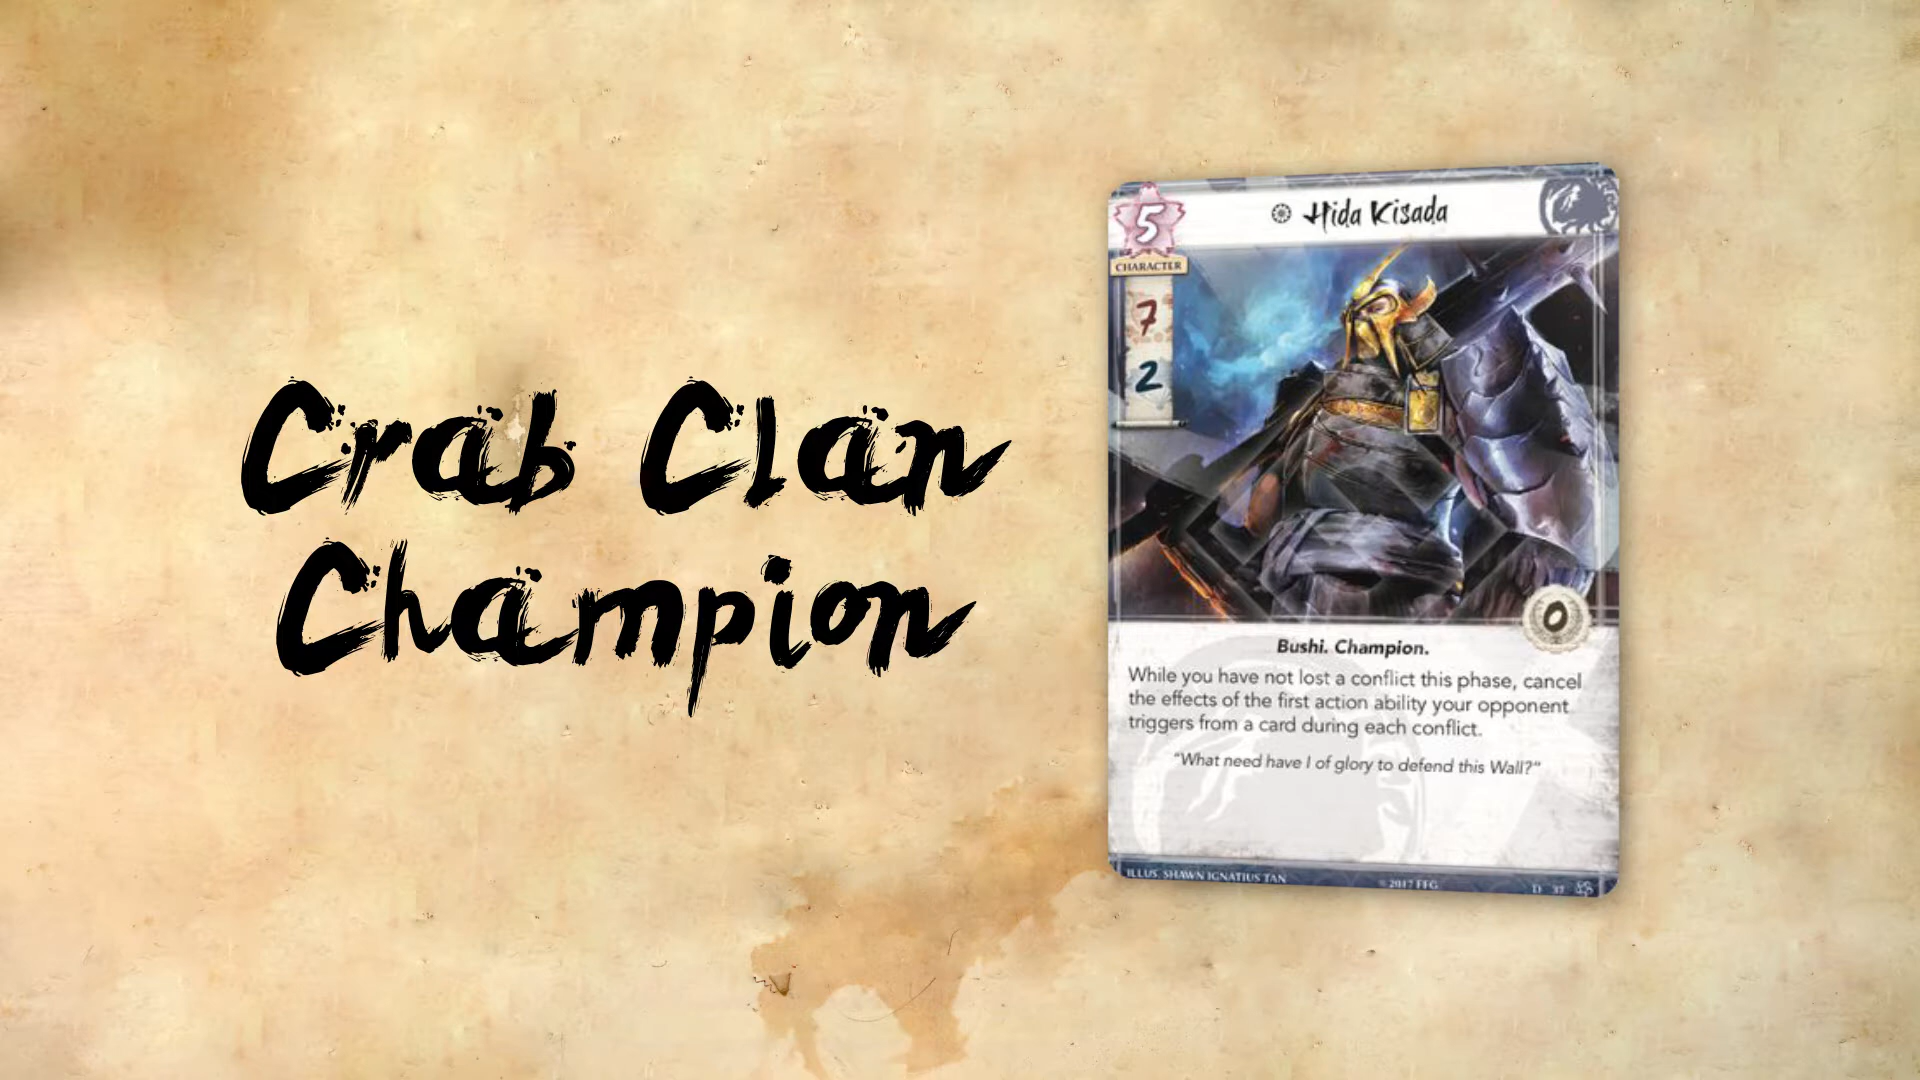 Crab Clan
Champion
5
Hida Kisada
CHARACTER
7
2
0
Bushi. Champion.
While you have not lost a conflict this phase, cancel
the effects of the first action ability your opponent
triggers from a card during each conflict.
“What need have I of glory to defend this Wall?”
ILLUS. SHAWN IGNATIUS TAN
© 2017 FFG
D 37